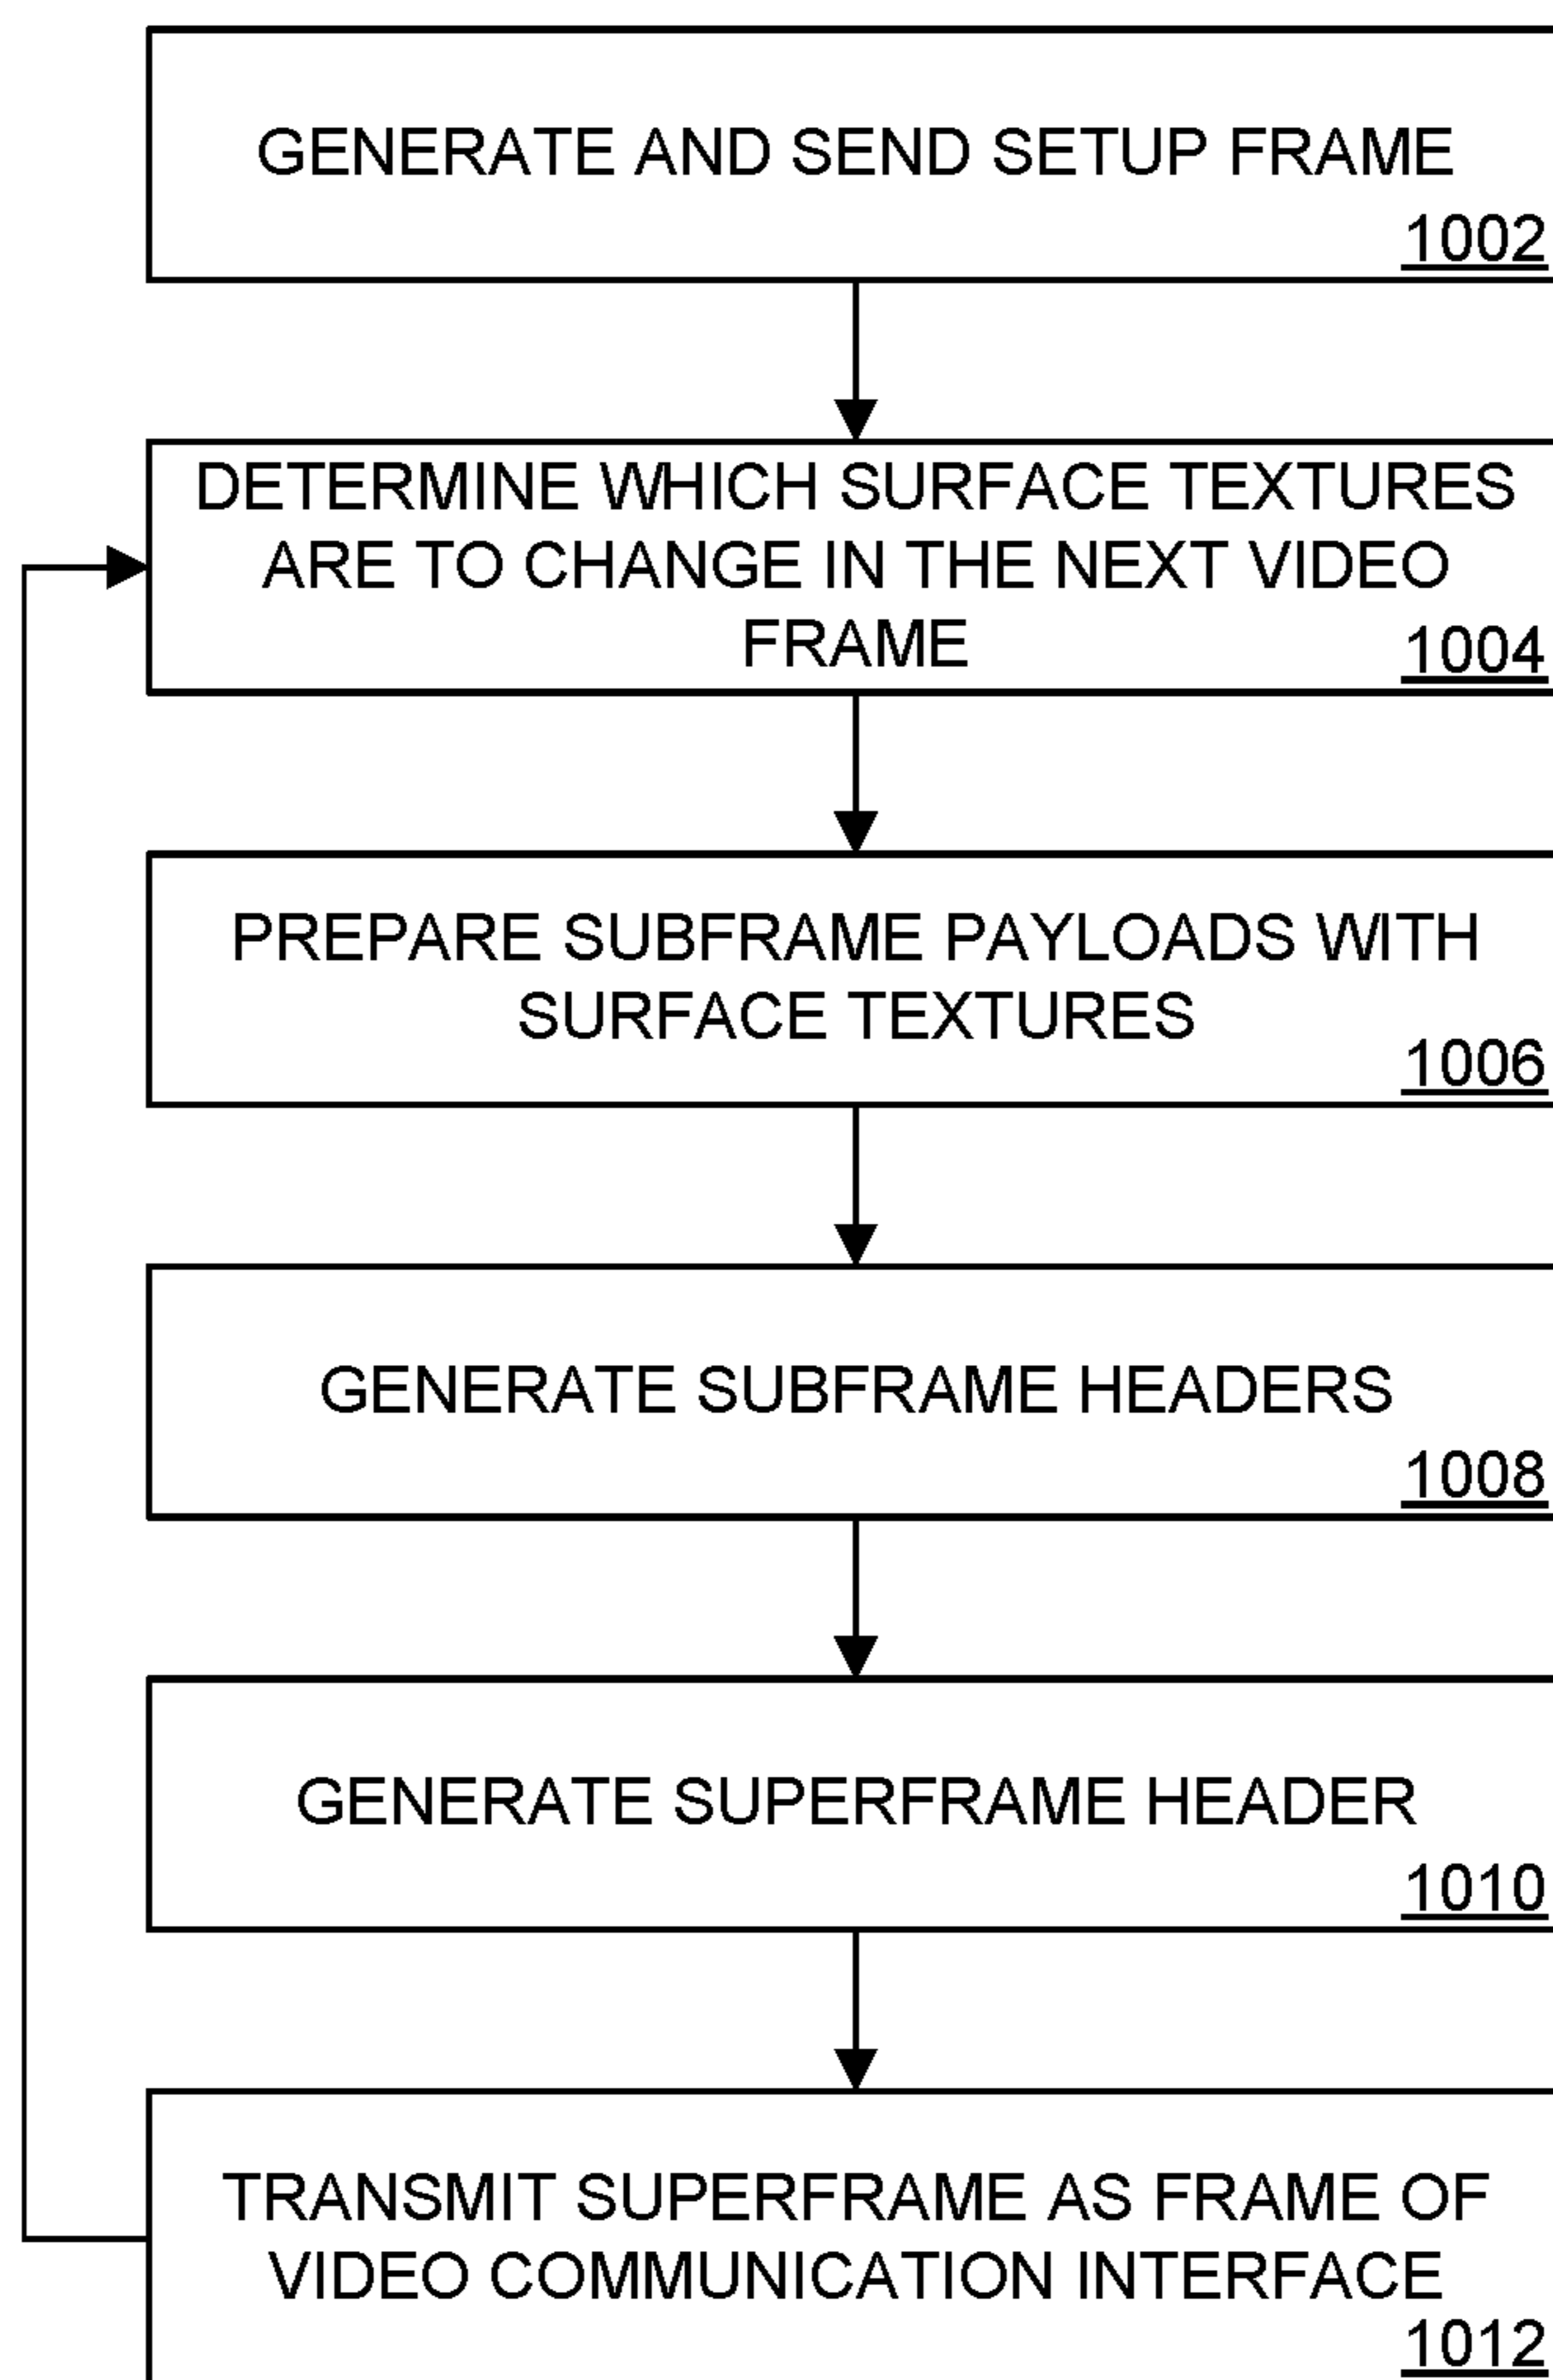 GENERATE AND SEND SETUP FRAME
1002
DETERMINE WHICH SURFACE TEXTURES
ARE TO CHANGE IN THE NEXT VIDEO
FRAME
1004
PREPARE SUBFRAME PAYLOADS WITH
SURFACE TEXTURES
1006
GENERATE SUBFRAME HEADERS
1008
GENERATE SUPERFRAME HEADER
1010
TRANSMIT SUPERFRAME AS FRAME OF
VIDEO COMMUNICATION INTERFACE
1012